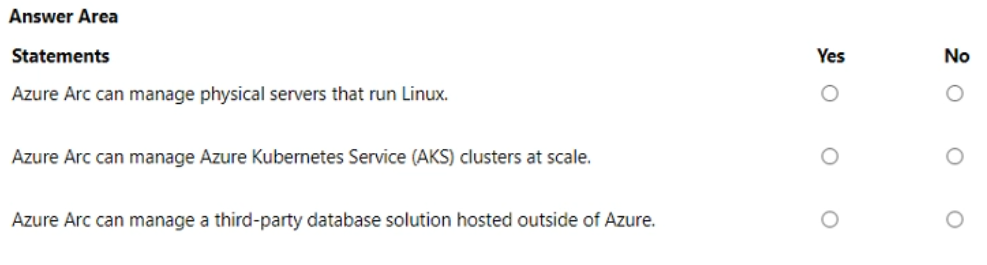 Answer Area
Statements Yes No
Azure Arc can manage physical servers that run Linux.
Azure Arc can manage Azure Kubernetes Service (AKS) clusters at scale.
Azure Arc can manage a third-party database solution hosted outside of Azure.